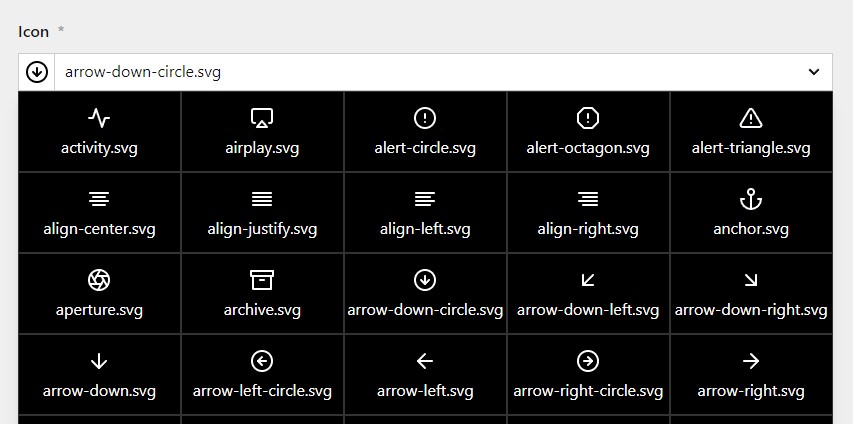 Icon *
arrow-down-circle.svg
activity.svg airplay.svg alert-circle.svg alert-octagon.svg alert-triangle.svg
align-center.svg align-justify.svg align-left.svg align-right.svg anchor.svg
aperture.svg archive.svg arrow-down-circle.svg arrow-down-left.svg arrow-down-right.svg
arrow-down.svg arrow-left-circle.svg arrow-left.svg arrow-right-circle.svg arrow-right.svg